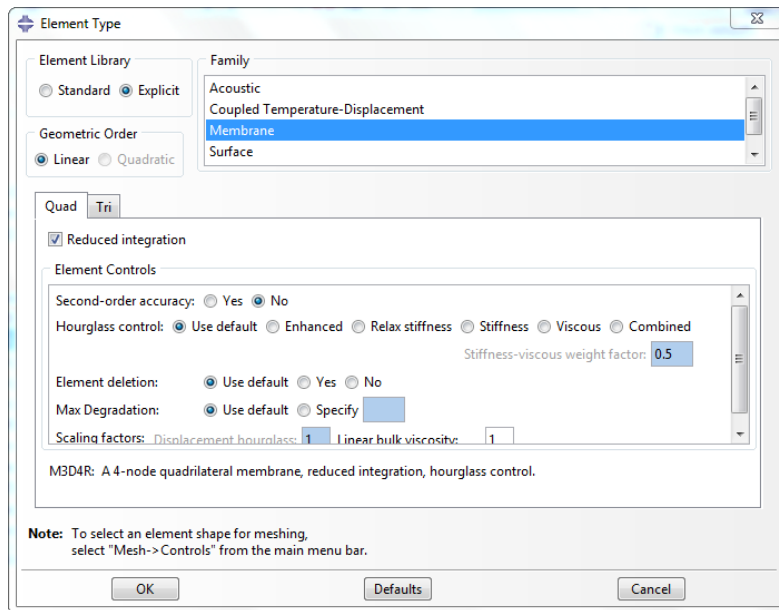 Element Type
Element Library
Standard Explicit
Geometric Order
Linear Quadratic
Family
Acoustic
Coupled Temperature-Displacement
Membrane
Surface
Quad Tri
Reduced integration
Element Controls
Second-order accuracy: Yes No
Hourglass control: Use default Enhanced Relax stiffness Stiffness Viscous Combined
Stiffness-viscous weight factor: 0.5
Element deletion: Use default Yes No
Max Degradation: Use default Specify
Scaling factors: Displacement hourglass: 1 Linear bulk viscosity: 1
M3D4R: A 4-node quadrilateral membrane, reduced integration, hourglass control.
Note: To select an element shape for meshing,
select "Mesh->Controls" from the main menu bar.
OK Defaults Cancel